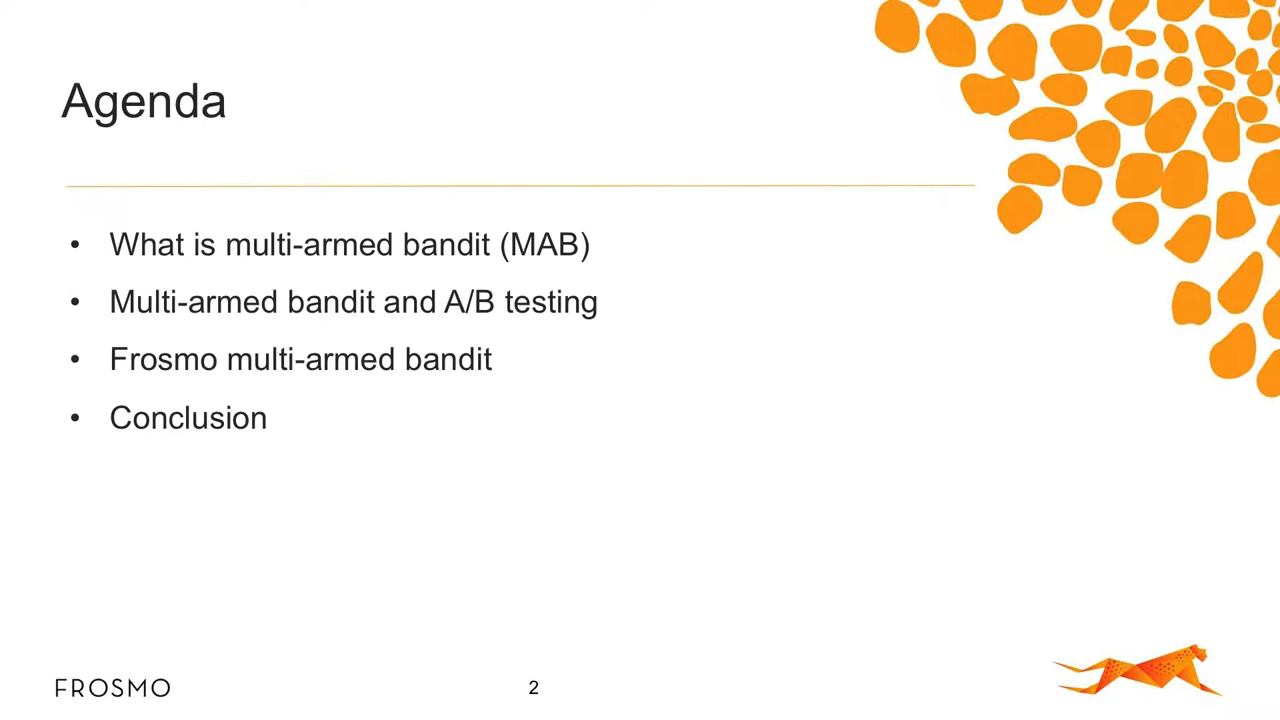 Agenda
• What is multi-armed bandit (MAB)
• Multi-armed bandit and A/B testing
• Frosmo multi-armed bandit
• Conclusion
FROSMO
2